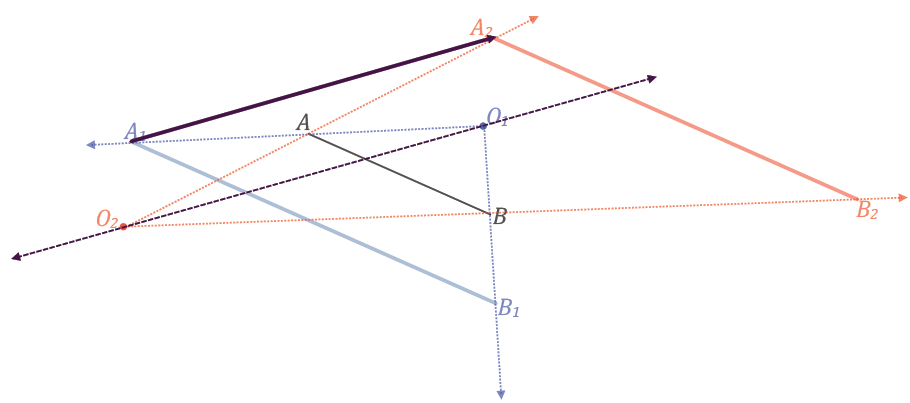 A₂
O₁
A
A₁
O₂
B
B₂
B₁